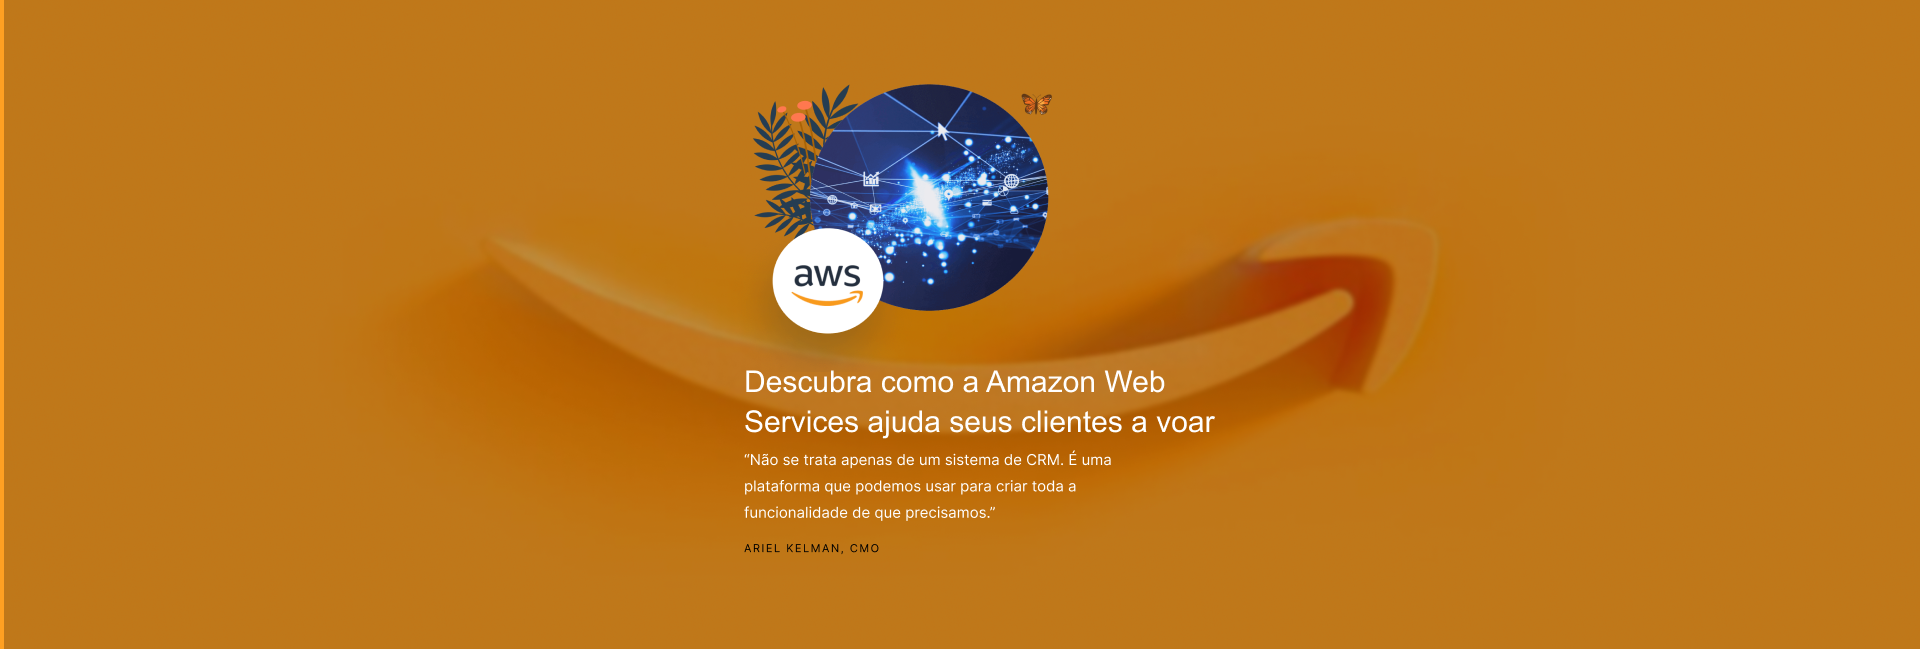 aws
Descubra como a Amazon Web
Services ajuda seus clientes a voar
“Não se trata apenas de um sistema de CRM. É uma
plataforma que podemos usar para criar toda a
funcionalidade de que precisamos.”
ARIEL KELMAN, CMO